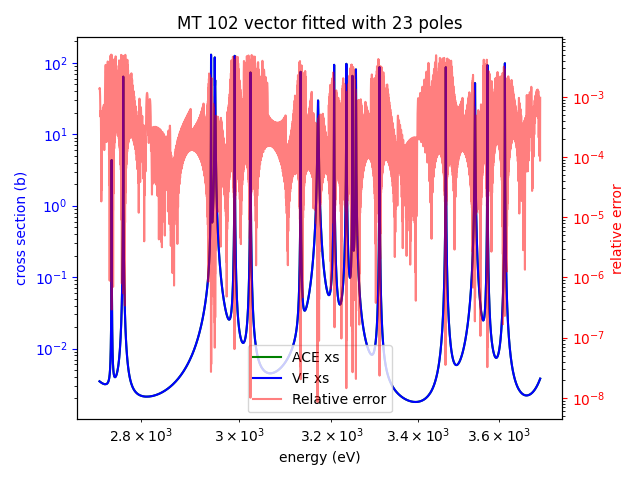 MT 102 vector fitted with 23 poles
cross section (b)
10²
10¹
10⁰
10⁻¹
10⁻²
relative error
10⁻³
10⁻⁴
10⁻⁵
10⁻⁶
10⁻⁷
10⁻⁸
ACE xs
VF xs
Relative error
2.8 × 10³ 3 × 10³ 3.2 × 10³ 3.4 × 10³ 3.6 × 10³
energy (eV)